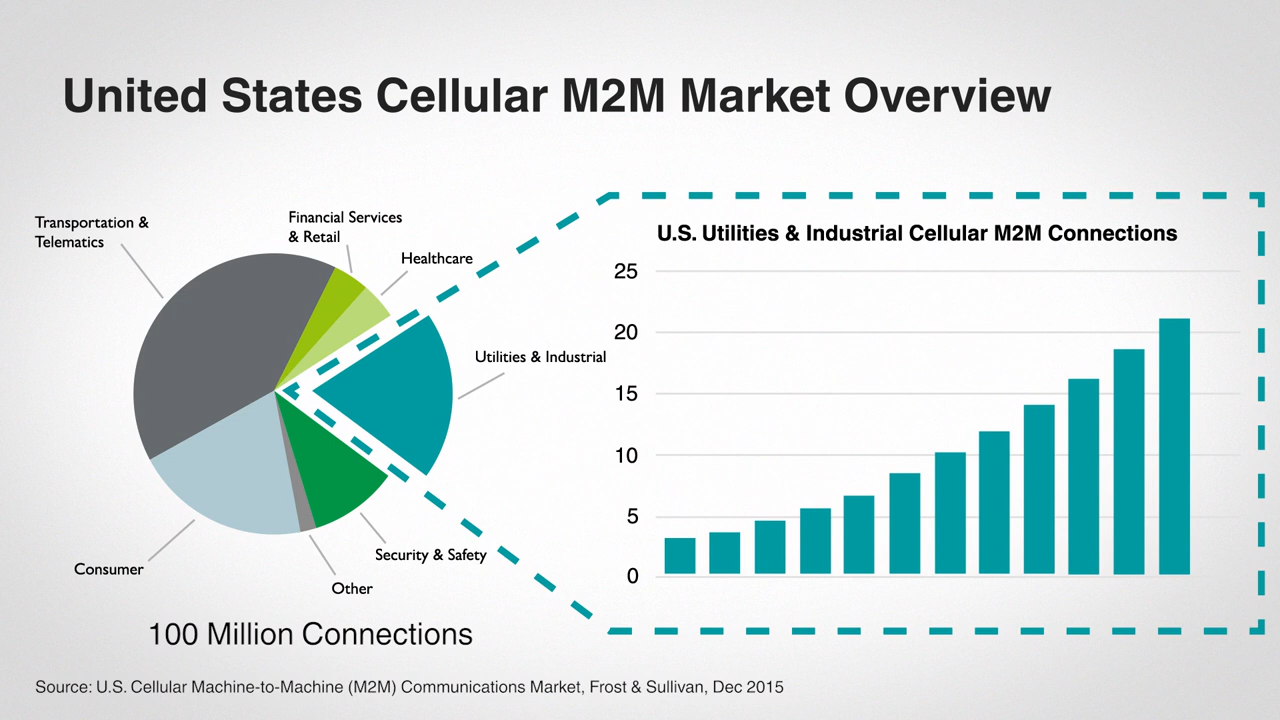 United States Cellular M2M Market Overview
Transportation &
Telematics
Financial Services
& Retail
Healthcare
Utilities & Industrial
Security & Safety
Other
Consumer
100 Million Connections
U.S. Utilities & Industrial Cellular M2M Connections
25
20
15
10
5
0
Source: U.S. Cellular Machine-to-Machine (M2M) Communications Market, Frost & Sullivan, Dec 2015